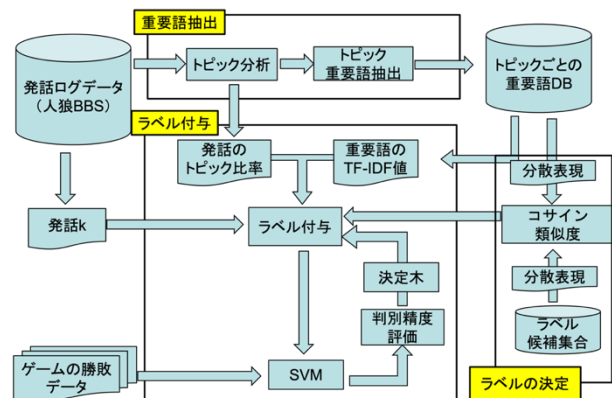 重要語抽出
発話ログデータ
(人狼BBS)
トピック分析
トピック
重要語抽出
トピックごとの
重要語DB
ラベル付与
発話の
トピック比率
重要語の
TF-IDF値
分散表現
発話k
ラベル付与
コサイン
類似度
決定木
分散表現
判別精度
評価
ラベル
候補集合
ゲームの勝敗
データ
SVM
ラベルの決定